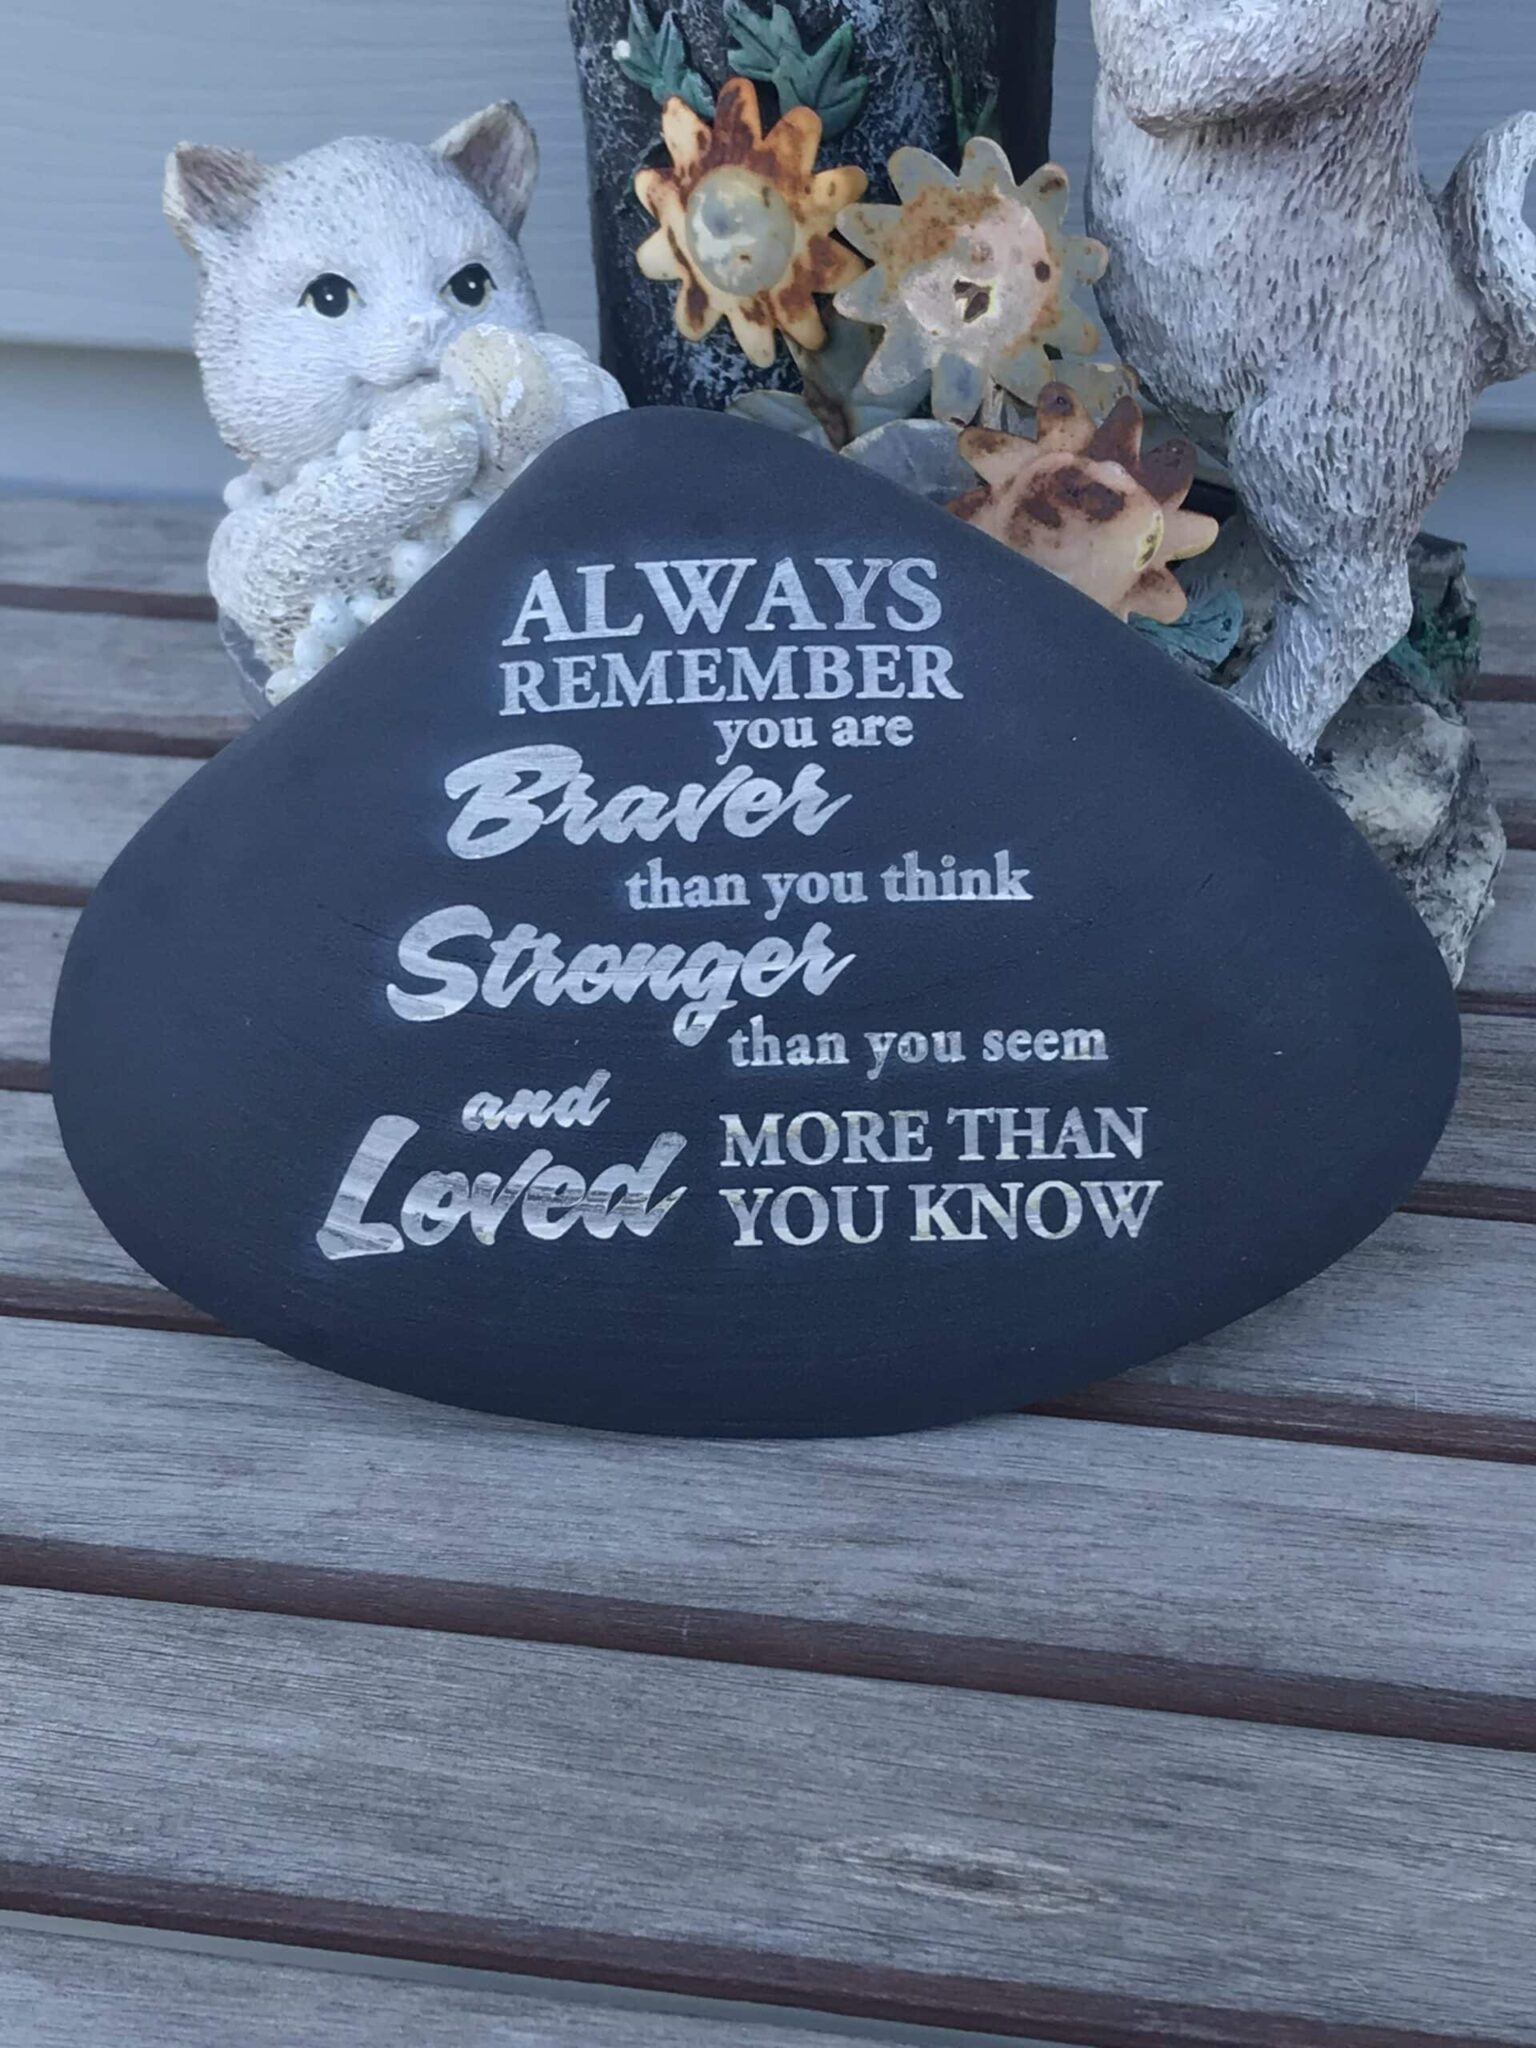 ALWAYS
REMEMBER
you are
Braver
than you think
Stronger
than you seem
and
Loved MORE THAN
YOU KNOW